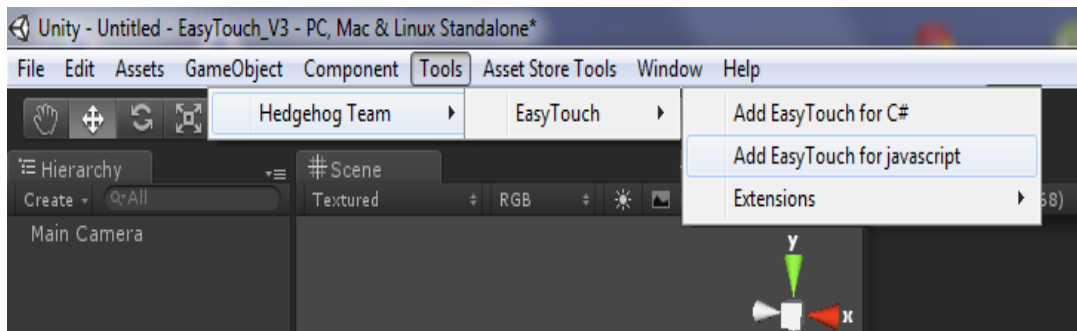 Unity - Untitled - EasyTouch_V3 - PC, Mac & Linux Standalone*
File Edit Assets GameObject Component Tools Asset Store Tools Window Help
Hedgehog Team EasyTouch Add EasyTouch for C#
Hierarchy # Scene Add EasyTouch for javascript
Create All Textured RGB Extensions 68)
Main Camera
y
x